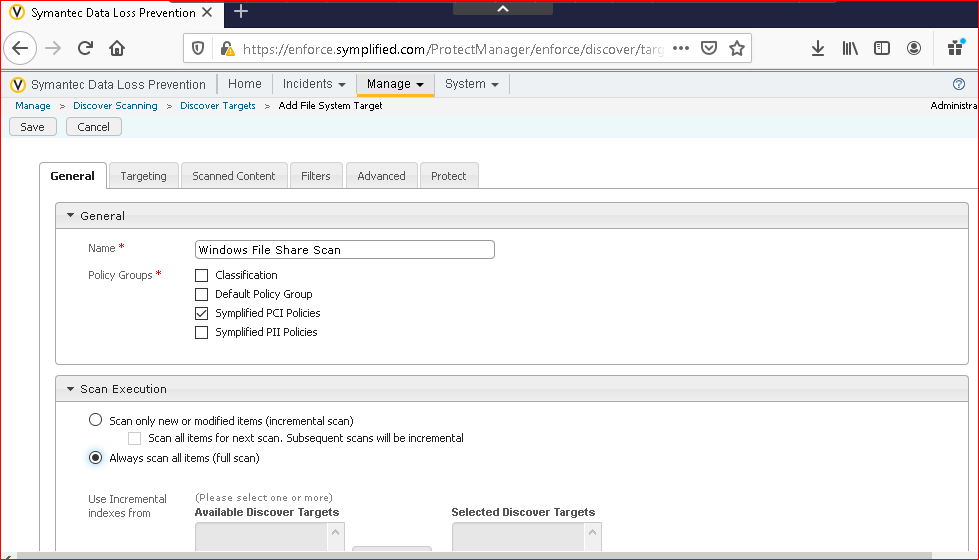 Symantec Data Loss Prevention
https://enforce.symplified.com/ProtectManager/enforce/discover/targ
Symantec Data Loss Prevention Home Incidents Manage System
Manage > Discover Scanning > Discover Targets > Add File System Target Administra
Save Cancel
General Targeting Scanned Content Filters Advanced Protect
General
Name * Windows File Share Scan
Policy Groups * Classification
Default Policy Group
Symplified PCI Policies
Symplified PII Policies
Scan Execution
Scan only new or modified items (incremental scan)
Scan all items for next scan. Subsequent scans will be incremental
Always scan all items (full scan)
Use Incremental indexes from
(Please select one or more)
Available Discover Targets Selected Discover Targets